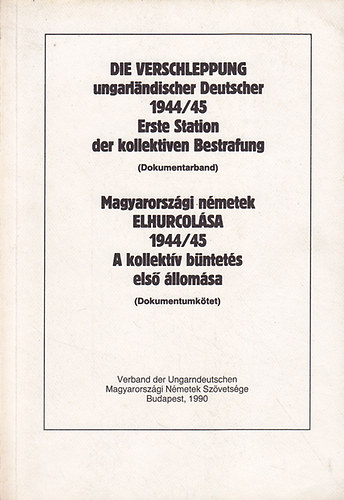 DIE VERSCHLEPPUNG
ungarländischer Deutscher
1944/45
Erste Station
der kollektiven Bestrafung
(Dokumentarband)
Magyarországi németek
ELHURCOLÁSA
1944/45
A kollektív büntetés
első állomása
(Dokumentumkötet)
Verband der Ungarndeutschen
Magyarországi Németek Szövetsége
Budapest, 1990